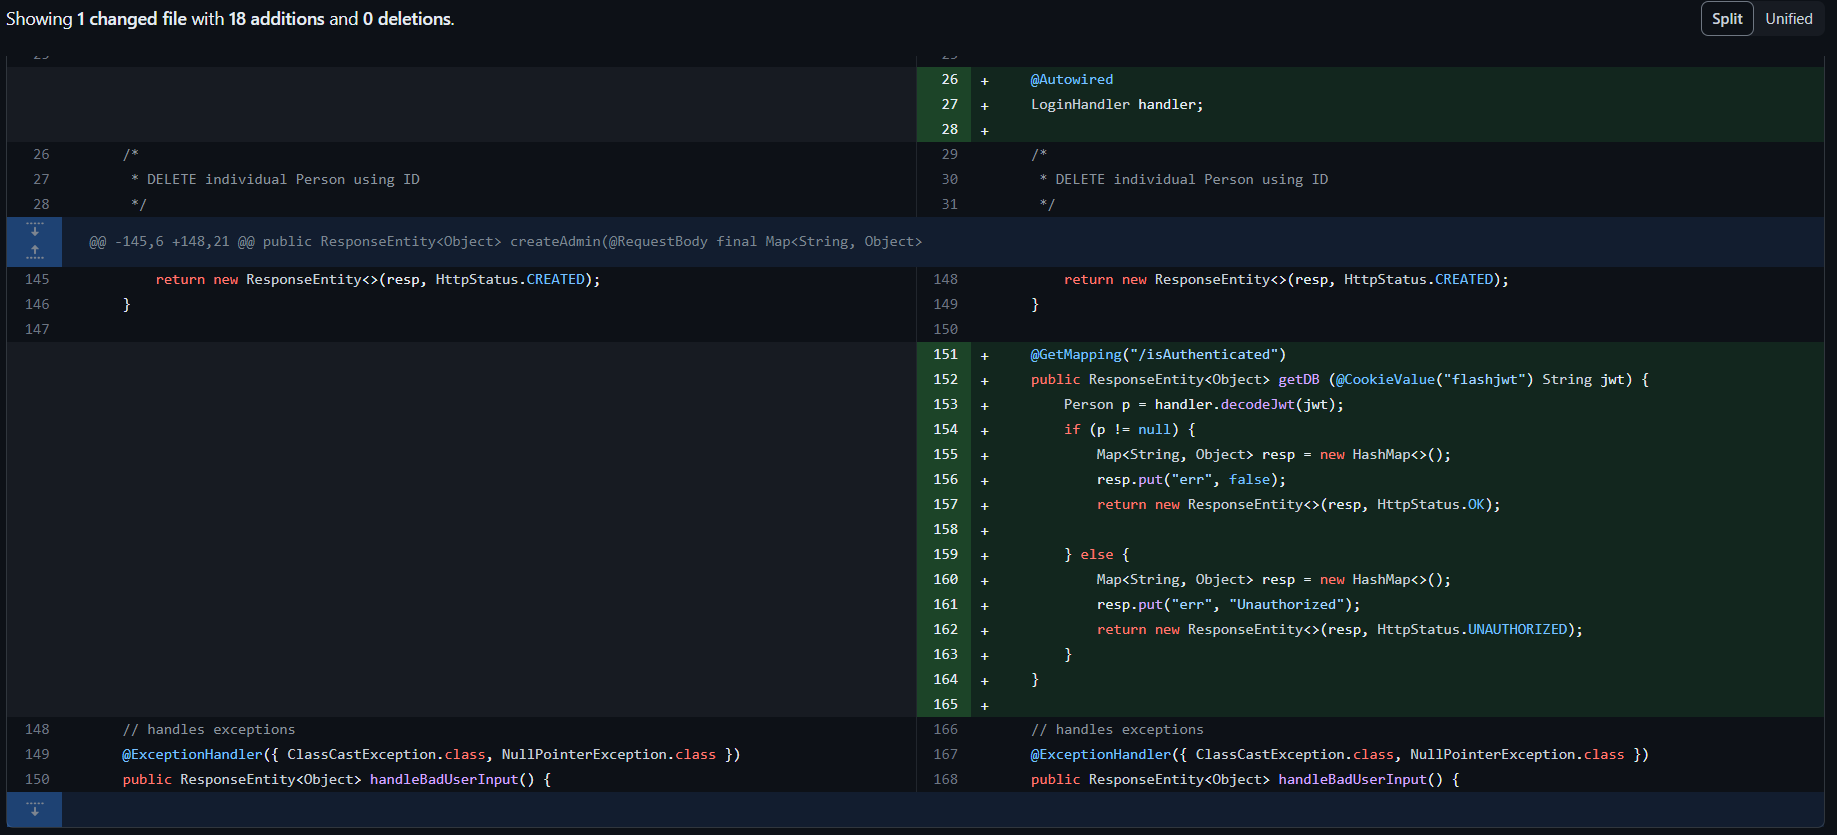 Showing 1 changed file with 18 additions and 0 deletions.
Split Unified
26 + @Autowired
27 + LoginHandler handler;
28 +
26 /* 29 /*
27 * DELETE individual Person using ID 30 * DELETE individual Person using ID
28 */ 31 */
@@ -145,6 +148,21 @@ public ResponseEntity<Object> createAdmin(@RequestBody final Map<String, Object>
145 return new ResponseEntity<>(resp, HttpStatus.CREATED); 148 return new ResponseEntity<>(resp, HttpStatus.CREATED);
146 } 149 }
147 150
151 + @GetMapping("/isAuthenticated")
152 + public ResponseEntity<Object> getDB (@CookieValue("flashjwt") String jwt) {
153 + Person p = handler.decodeJwt(jwt);
154 + if (p != null) {
155 + Map<String, Object> resp = new HashMap<>();
156 + resp.put("err", false);
157 + return new ResponseEntity<>(resp, HttpStatus.OK);
158 +
159 + } else {
160 + Map<String, Object> resp = new HashMap<>();
161 + resp.put("err", "Unauthorized");
162 + return new ResponseEntity<>(resp, HttpStatus.UNAUTHORIZED);
163 + }
164 + }
165 +
148 // handles exceptions 166 // handles exceptions
149 @ExceptionHandler({ ClassCastException.class, NullPointerException.class }) 167 @ExceptionHandler({ ClassCastException.class, NullPointerException.class })
150 public ResponseEntity<Object> handleBadUserInput() { 168 public ResponseEntity<Object> handleBadUserInput() {